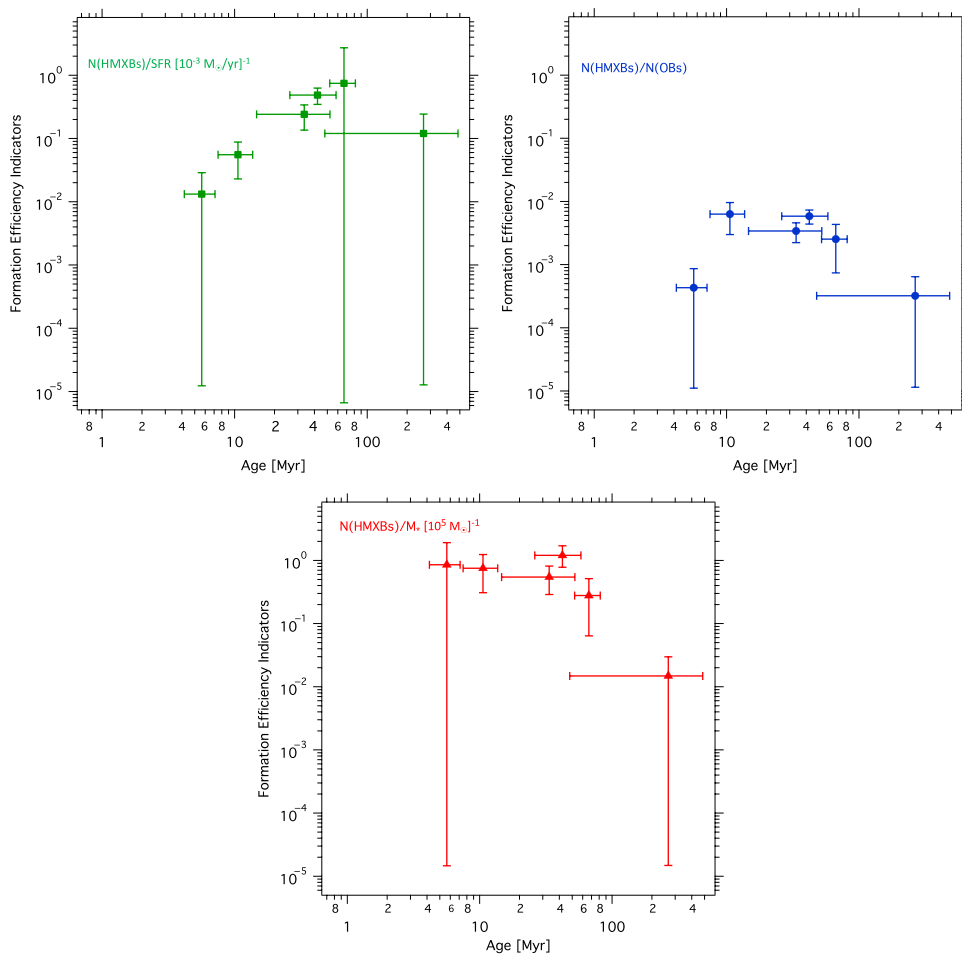 N(HMXBs)/SFR [10⁻³ M☉/yr]⁻¹
Formation Efficiency Indicators
10⁰
10⁻¹
10⁻²
10⁻³
10⁻⁴
10⁻⁵
8 2 4 6 8 2 4 6 8 2 4
1 10 100
Age [Myr]
N(HMXBs)/N(OBs)
Formation Efficiency Indicators
10⁰
10⁻¹
10⁻²
10⁻³
10⁻⁴
10⁻⁵
8 2 4 6 8 2 4 6 8 2 4
1 10 100
Age [Myr]
N(HMXBs)/M⋆ [10⁵ M☉]⁻¹
Formation Efficiency Indicators
10⁰
10⁻¹
10⁻²
10⁻³
10⁻⁴
10⁻⁵
8 2 4 6 8 2 4 6 8 2 4
1 10 100
Age [Myr]